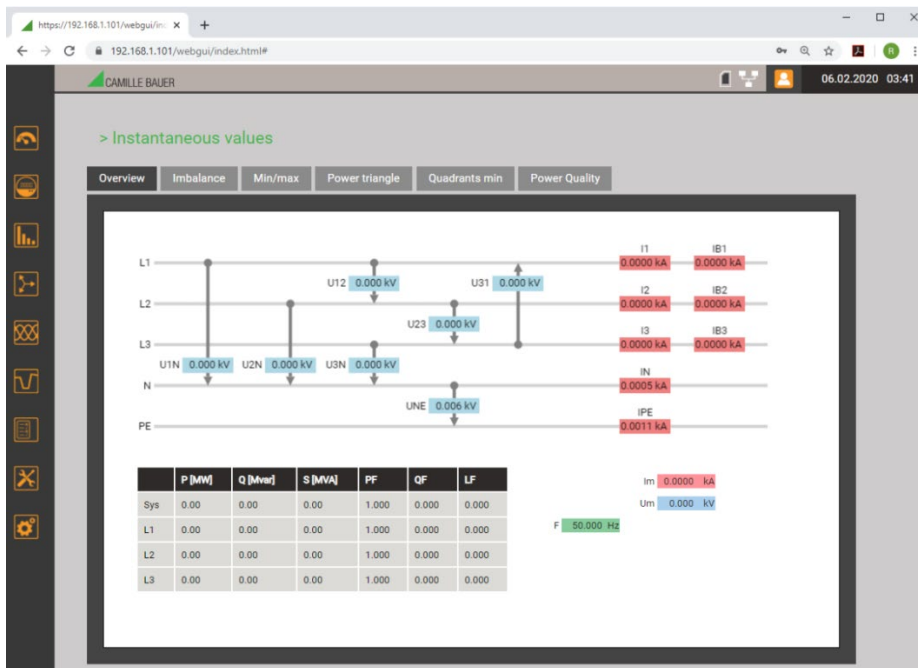 https://192.168.1.101/webgui/in
192.168.1.101/webgui/index.html#
R
CAMILLE BAUER
06.02.2020 03:41
> Instantaneous values
Overview Imbalance Min/max Power triangle Quadrants min Power Quality
I1 IB1
L1 0.0000 kA 0.0000 kA
U12 0.000 kV U31 0.000 kV
I2 IB2
L2 0.0000 kA 0.0000 kA
U23 0.000 kV
I3 IB3
L3 0.0000 kA 0.0000 kA
U1N 0.000 kV U2N 0.000 kV U3N 0.000 kV
IN
N 0.0005 kA
UNE 0.006 kV
IPE
PE 0.0011 kA
P [MW] Q [Mvar] S [MVA] PF QF LF
Sys 0.00 0.00 0.00 1.000 0.000 0.000
L1 0.00 0.00 0.00 1.000 0.000 0.000
L2 0.00 0.00 0.00 1.000 0.000 0.000
L3 0.00 0.00 0.00 1.000 0.000 0.000
Im 0.0000 kA
Um 0.000 kV
F 50.000 Hz